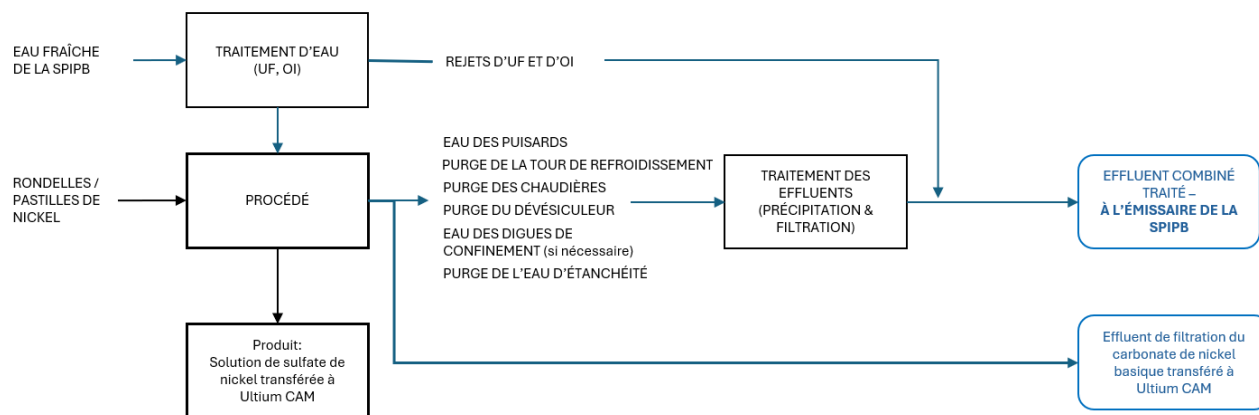 EAU FRAÎCHE
DE LA SPIPB
TRAITEMENT D'EAU
(UF, OI)
REJETS D'UF ET D'OI
RONDELLES /
PASTILLES DE
NICKEL
PROCÉDÉ
EAU DES PUISARDS
PURGE DE LA TOUR DE REFROIDISSEMENT
PURGE DES CHAUDIÈRES
PURGE DU DÉVÉSICULEUR
EAU DES DIGUES DE
CONFINEMENT (si nécessaire)
PURGE DE L'EAU D'ÉTANCHÉITÉ
TRAITEMENT DES
EFFLUENTS
(PRÉCIPITATION &
FILTRATION)
EFFLUENT COMBINÉ
TRAITÉ –
À L'ÉMISSAIRE DE LA
SPIPB
Produit:
Solution de sulfate de
nickel transférée à
Ultium CAM
Effluent de filtration du
carbonate de nickel
basique transféré à
Ultium CAM